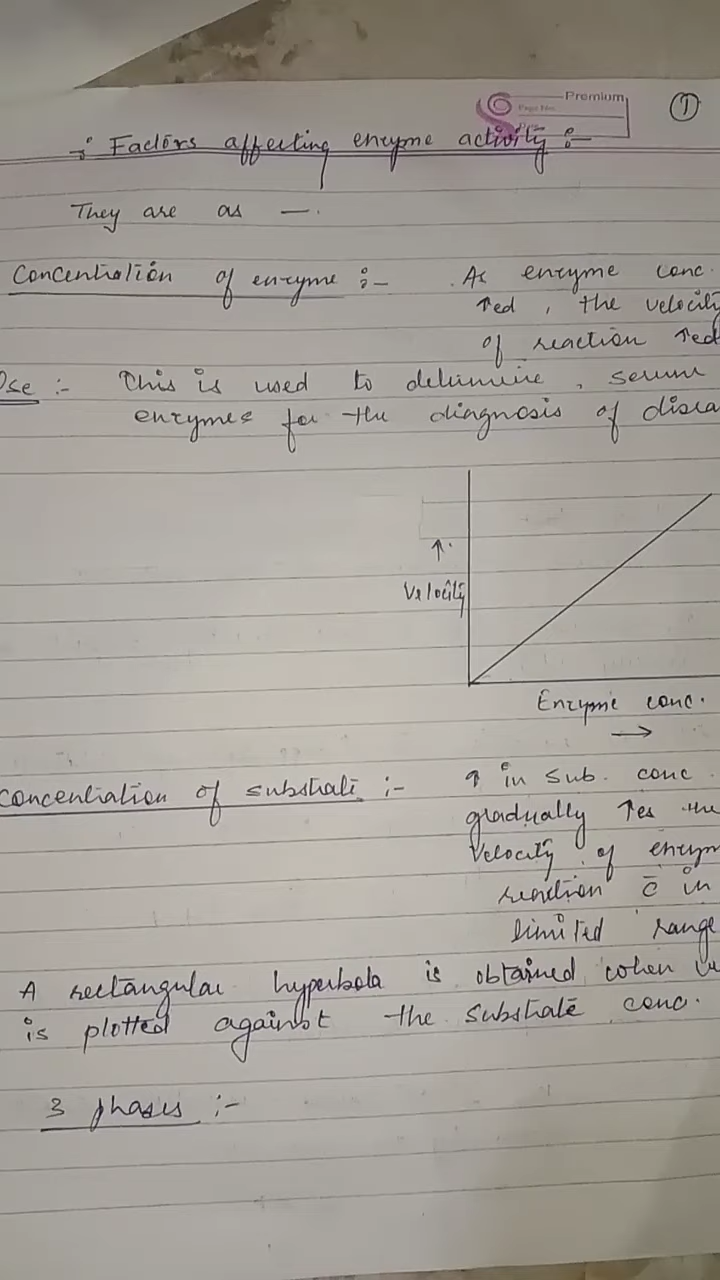 Premium
①
Factors affecting enzyme activity :-
They are as —.
Concentration of enzyme :- As enzyme conc.
↑ed, the velocity
of reaction ↑ed
Use :- This is used to determine, serum
enzymes for the diagnosis of
↑
Velocity
Enzyme conc.
→
Concentration of substrate :- ↑ in sub. conc
gradually ↑es the
velocity of enzym
reaction c̄ in
limited range
A rectangular hyperbola is obtained when
is plotted against the substrate conc.
3 phases :-